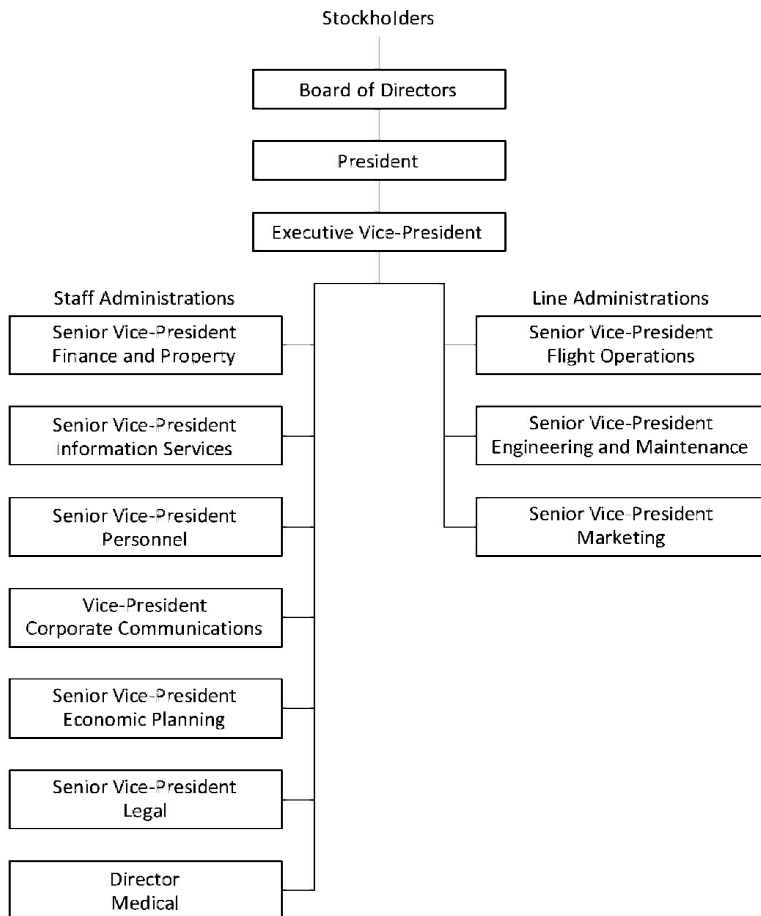 Stockholders
Board of Directors
President
Executive Vice-President
Staff Administrations
Senior Vice-President
Finance and Property
Senior Vice-President
Information Services
Senior Vice-President
Personnel
Vice-President
Corporate Communications
Senior Vice-President
Economic Planning
Senior Vice-President
Legal
Director
Medical
Line Administrations
Senior Vice-President
Flight Operations
Senior Vice-President
Engineering and Maintenance
Senior Vice-President
Marketing